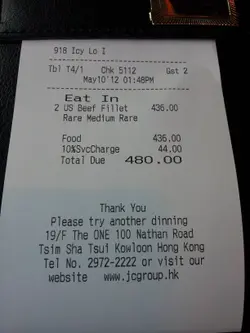 918 Icy Lo I
Tbl T4/1 Chk 5112 Gst 2
May10'12 01:48PM
Eat In
2 US Beef Fillet 436.00
Rare Medium Rare
Food 436.00
10%SvcCharge 44.00
Total Due 480.00
Thank You
Please try another dinning
19/F The ONE 100 Nathan Road
Tsim Sha Tsui Kowloon Hong Kong
Tel No. 2972-2222 or visit our
website www.jcgroup.hk